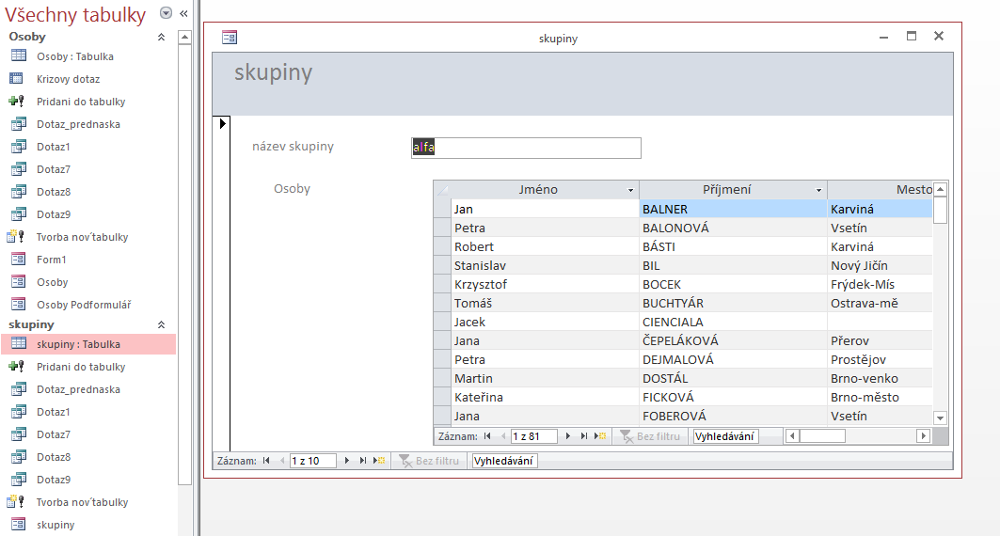 Všechny tabulky
Osoby
Osoby : Tabulka
Krizovy dotaz
Pridani do tabulky
Dotaz_prednaska
Dotaz1
Dotaz7
Dotaz8
Dotaz9
Tvorba nov´tabulky
Form1
Osoby
Osoby Podformulář
skupiny
skupiny : Tabulka
Pridani do tabulky
Dotaz_prednaska
Dotaz1
Dotaz7
Dotaz8
Dotaz9
Tvorba nov´tabulky
skupiny
skupiny
skupiny
název skupiny alfa
Osoby
Jméno Příjmení Mesto
Jan BALNER Karviná
Petra BALONOVÁ Vsetín
Robert BÁSTI Karviná
Stanislav BIL Nový Jičín
Krzysztof BOCEK Frýdek-Mís
Tomáš BUCHTYÁR Ostrava-mě
Jacek CIENCIALA
Jana ČEPELÁKOVÁ Přerov
Petra DEJMALOVÁ Prostějov
Martin DOSTÁL Brno-venko
Kateřina FICKOVÁ Brno-město
Jana FOBEROVÁ Vsetín
Záznam: 1 z 81 Bez filtru Vyhledávání
Záznam: 1 z 10 Bez filtru Vyhledávání